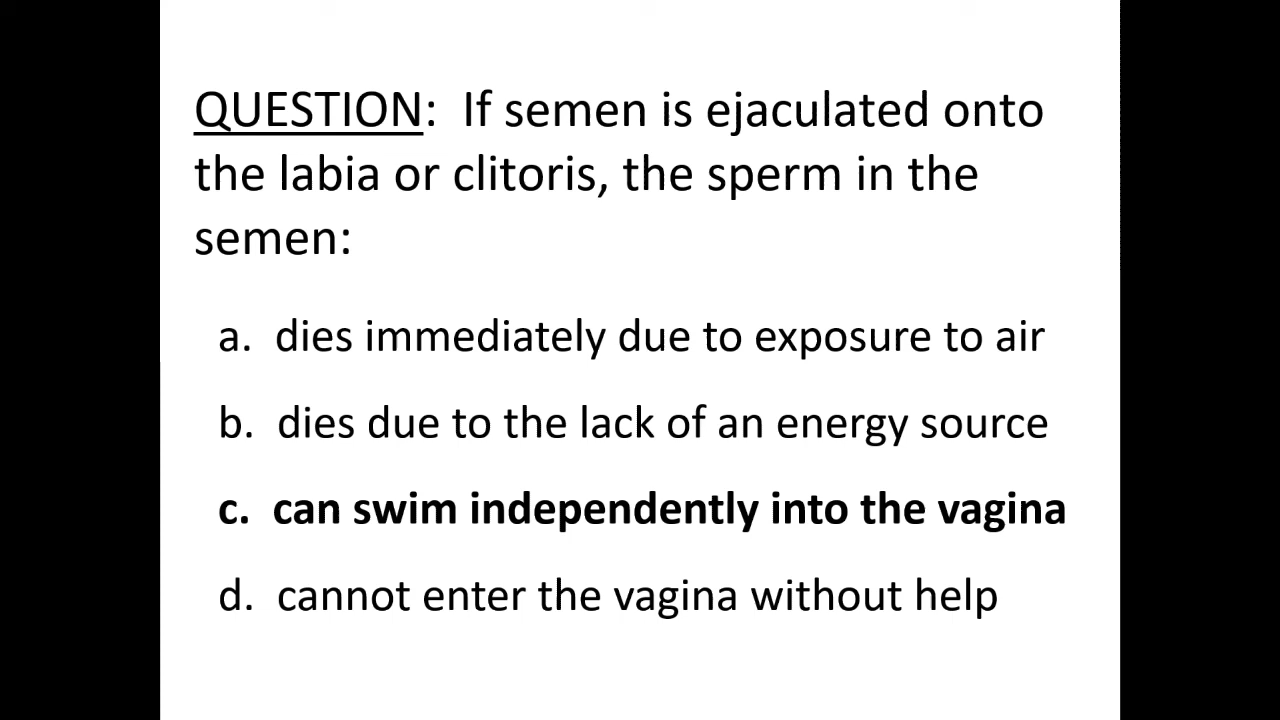 QUESTION: If semen is ejaculated onto
the labia or clitoris, the sperm in the
semen:
a. dies immediately due to exposure to air
b. dies due to the lack of an energy source
c. can swim independently into the vagina
d. cannot enter the vagina without help